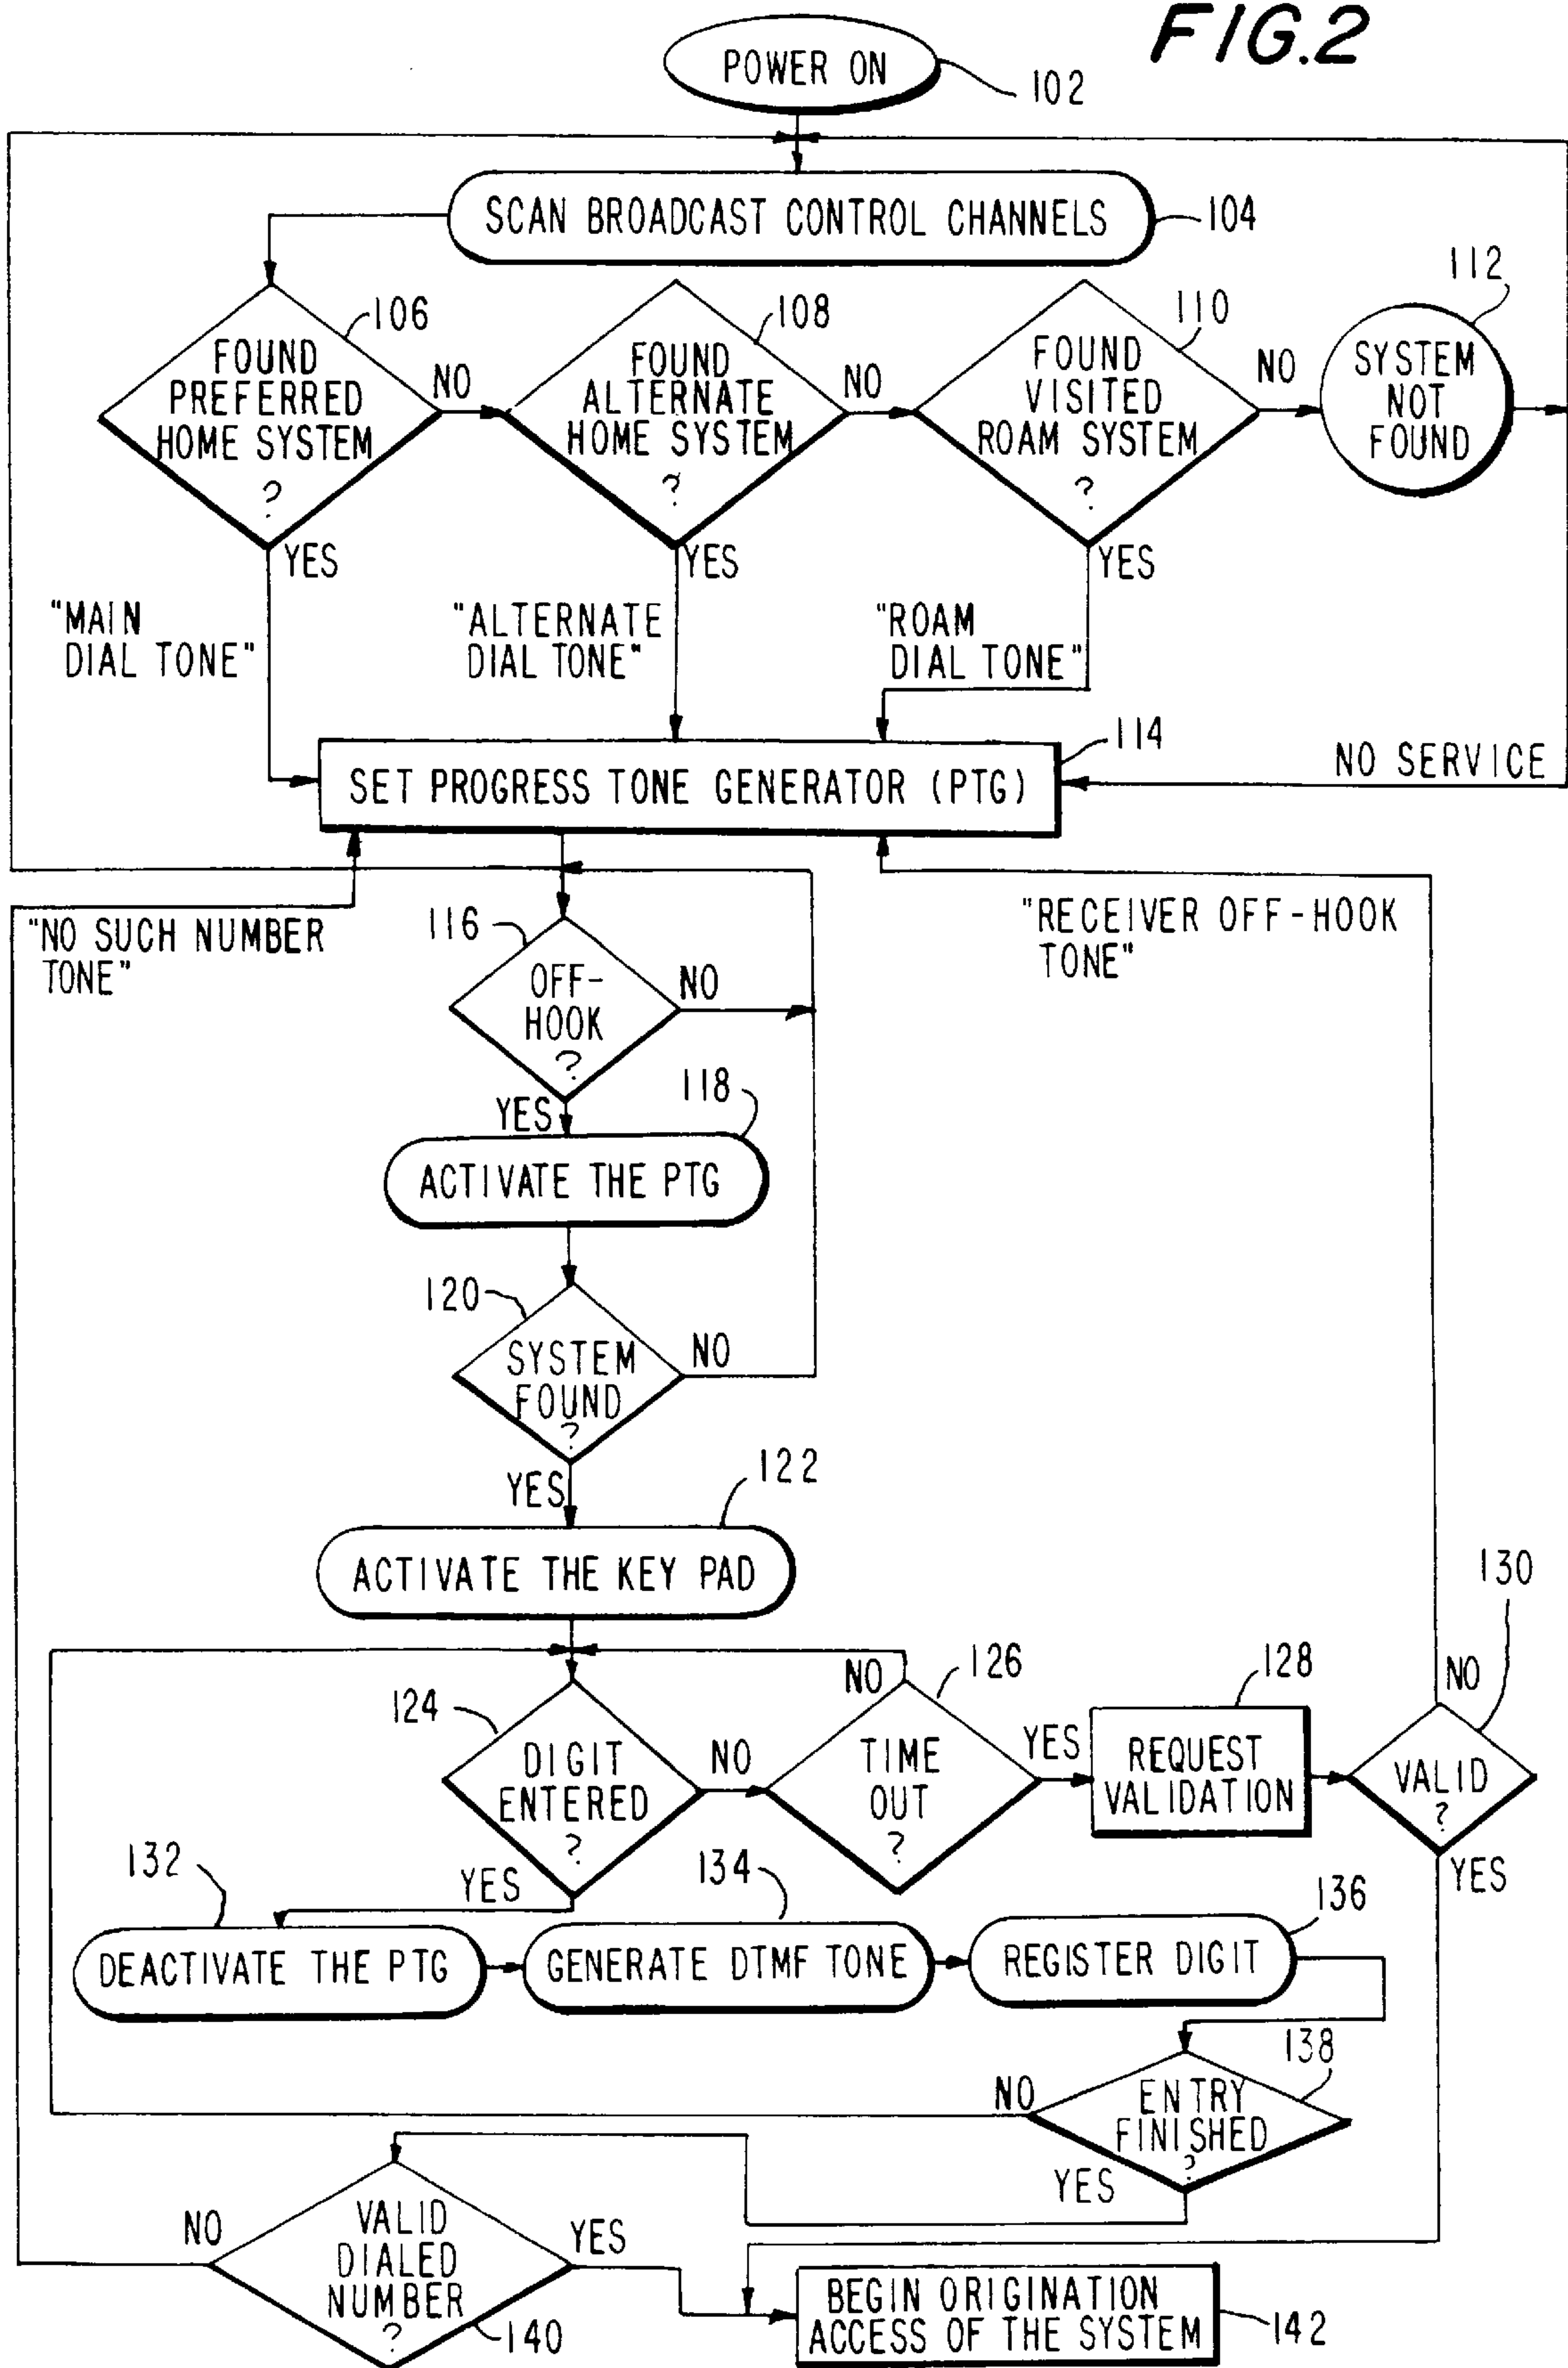 FIG.2
POWER ON
102
SCAN BROADCAST CONTROL CHANNELS
104
106
FOUND
PREFERRED
HOME SYSTEM
?
NO
YES
108
FOUND
ALTERNATE
HOME SYSTEM
?
NO
YES
110
FOUND
VISITED
ROAM SYSTEM
?
NO
YES
112
SYSTEM
NOT
FOUND
"MAIN
DIAL TONE"
"ALTERNATE
DIAL TONE"
"ROAM
DIAL TONE"
114
SET PROGRESS TONE GENERATOR (PTG)
NO SERVICE
"NO SUCH NUMBER
TONE"
"RECEIVER OFF-HOOK
TONE"
116
OFF-
HOOK
?
NO
YES
118
ACTIVATE THE PTG
120
SYSTEM
FOUND
?
NO
YES
122
ACTIVATE THE KEY PAD
124
DIGIT
ENTERED
?
NO
YES
126
NO
TIME
OUT
?
YES
128
REQUEST
VALIDATION
130
NO
VALID
?
YES
132
DEACTIVATE THE PTG
134
GENERATE DTMF TONE
136
REGISTER DIGIT
138
NO
ENTRY
FINISHED
?
YES
NO
VALID
DIALED
NUMBER
?
140
YES
BEGIN ORIGINATION
ACCESS OF THE SYSTEM
142